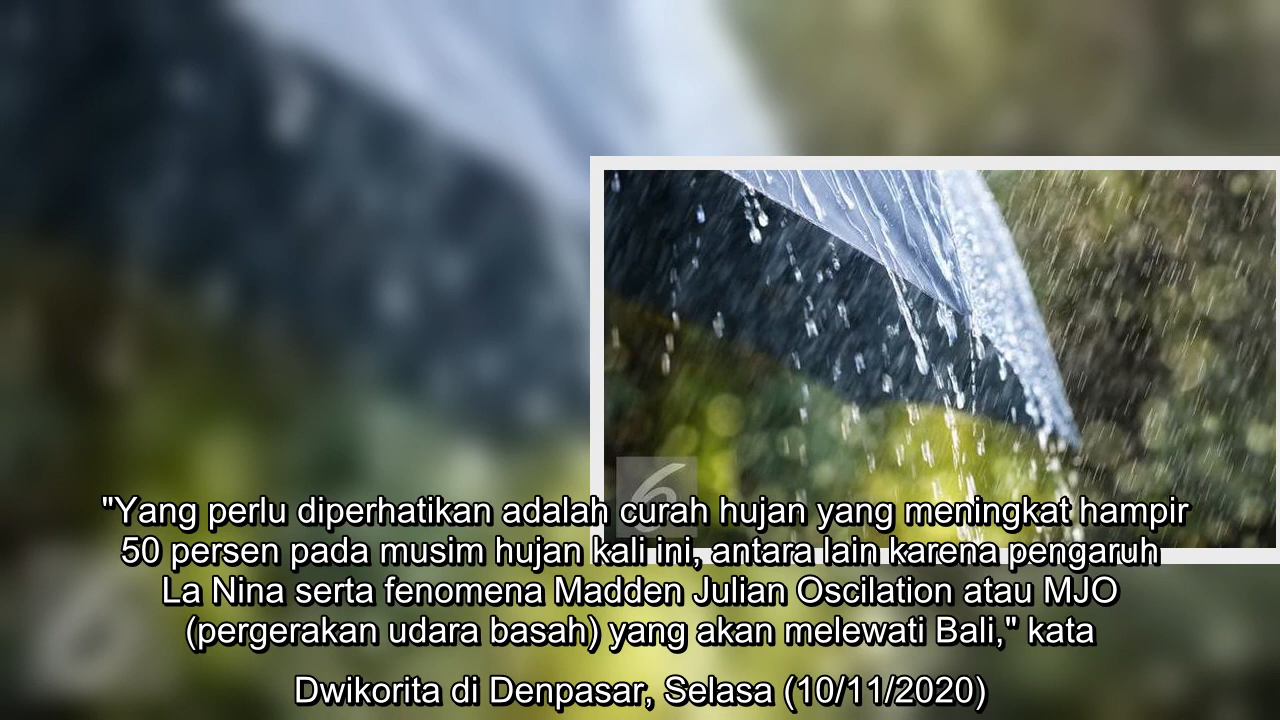 "Yang perlu diperhatikan adalah curah hujan yang meningkat hampir
50 persen pada musim hujan kali ini, antara lain karena pengaruh
La Nina serta fenomena Madden Julian Oscilation atau MJO
(pergerakan udara basah) yang akan melewati Bali," kata
Dwikorita di Denpasar, Selasa (10/11/2020)
6